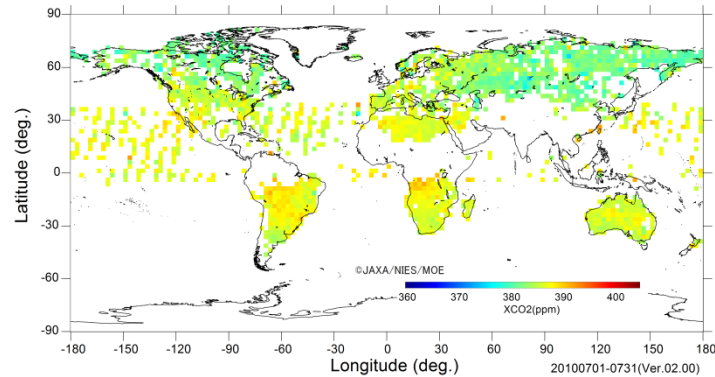 90
60
30
0
-30
-60
-90
Latitude (deg.)
©JAXA/NIES/MOE
360 370 380 390 400
XCO2(ppm)
-180 -150 -120 -90 -60 -30 0 30 60 90 120 150 180
Longitude (deg.)
20100701-0731(Ver.02.00)